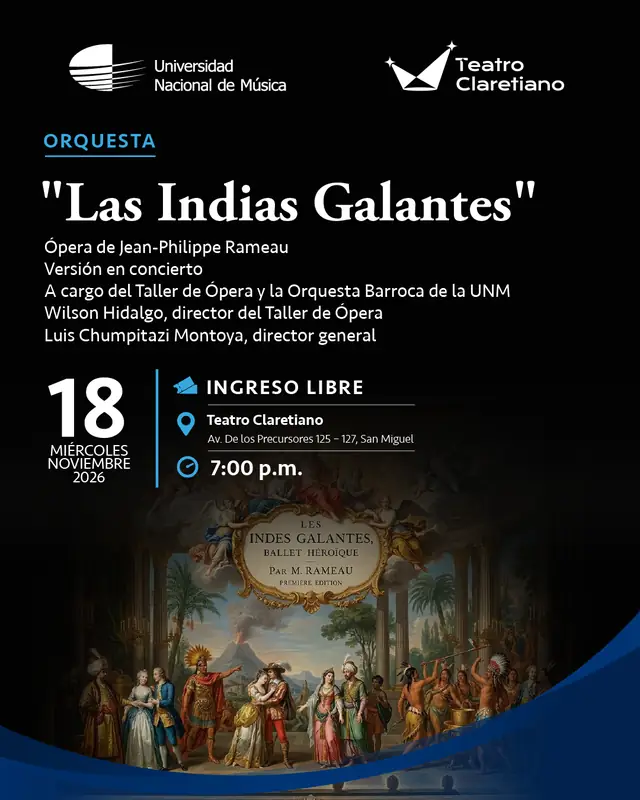 Universidad
Nacional de Música
Teatro
Claretiano
ORQUESTA
"Las Indias Galantes"
Ópera de Jean-Philippe Rameau
Versión en concierto
A cargo del Taller de Ópera y la Orquesta Barroca de la UNM
Wilson Hidalgo, director del Taller de Ópera
Luis Chumpitazi Montoya, director general
18
MIÉRCOLES
NOVIEMBRE
2026
INGRESO LIBRE
Teatro Claretiano
Av. De los Precursores 125 – 127, San Miguel
7:00 p.m.
LES
INDES GALANTES,
BALLET HEROÏQUE
PAR M. RAMEAU
PREMIÈRE EDITION